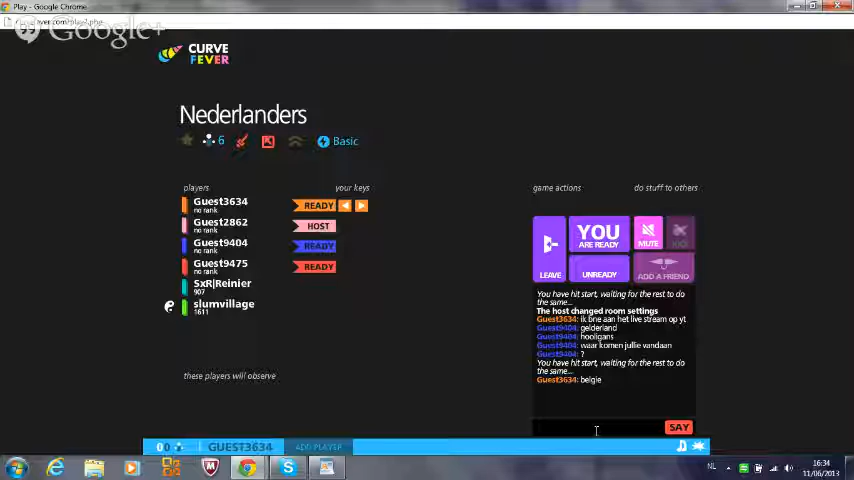 Play - Google Chrome
Google+
CURVE
FEVER
Nederlanders
6
Basic
players
your keys
game actions
do stuff to others
Guest3634
no rank
READY
Guest2862
no rank
HOST
Guest9404
no rank
READY
Guest9475
no rank
READY
SxR|Reinier
907
slumvillage
1611
these players will observe
LEAVE
YOU
ARE READY
UNREADY
MUTE
KICK
ADD A FRIEND
You have hit start, waiting for the rest to do
the same...
The host changed room settings
Guest3634: ik bne aan het live stream op yt
Guest9404: gelderland
Guest9404: hooligans
Guest9404: waar komen jullie vandaan
Guest9404: ?
You have hit start, waiting for the rest to do
the same...
Guest3634: belgie
SAY
GUEST3634
ADD PLAYER
NL
16:34
11/06/2013